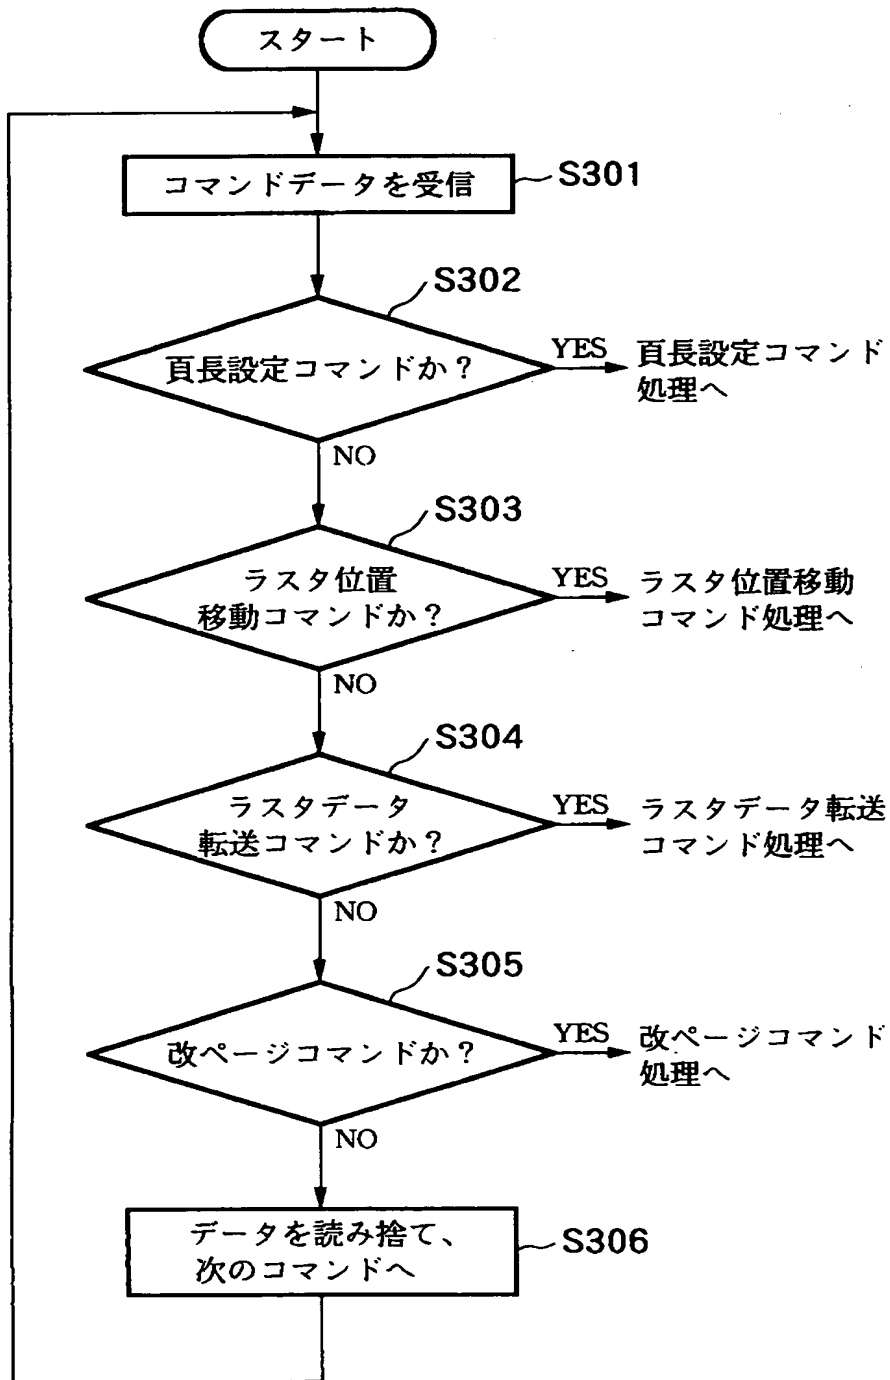 スタート
コマンドデータを受信
S301
S302
頁長設定コマンドか？
YES
頁長設定コマンド
処理へ
NO
S303
ラスタ位置
移動コマンドか？
YES
ラスタ位置移動
コマンド処理へ
NO
S304
ラスタデータ
転送コマンドか？
YES
ラスタデータ転送
コマンド処理へ
NO
S305
改ページコマンドか？
YES
改ページコマンド
処理へ
NO
データを読み捨て、
次のコマンドへ
S306